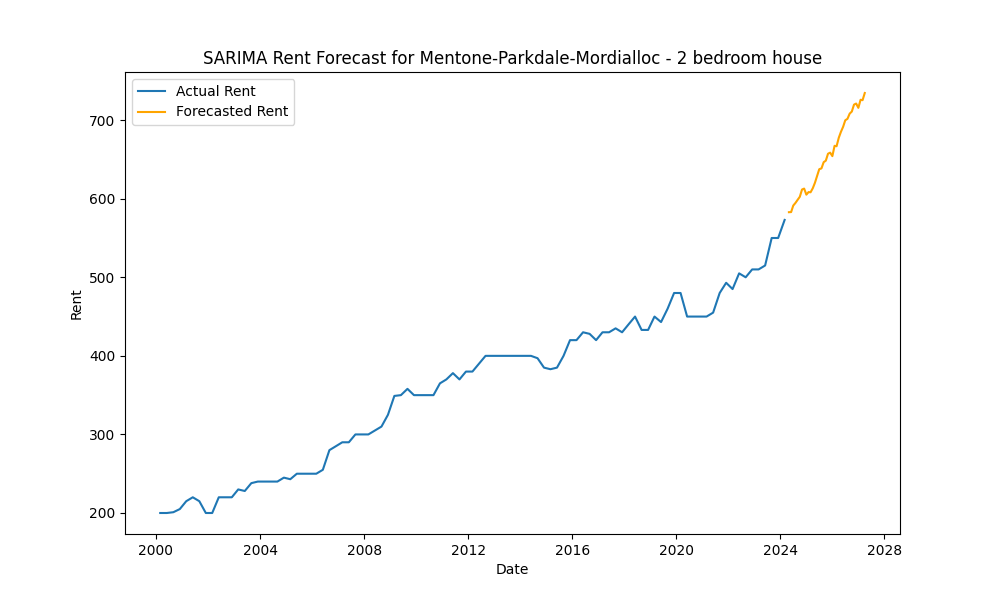 SARIMA Rent Forecast for Mentone-Parkdale-Mordialloc - 2 bedroom house
Actual Rent
Forecasted Rent
700
600
500
400
300
200
Rent
2000 2004 2008 2012 2016 2020 2024 2028
Date